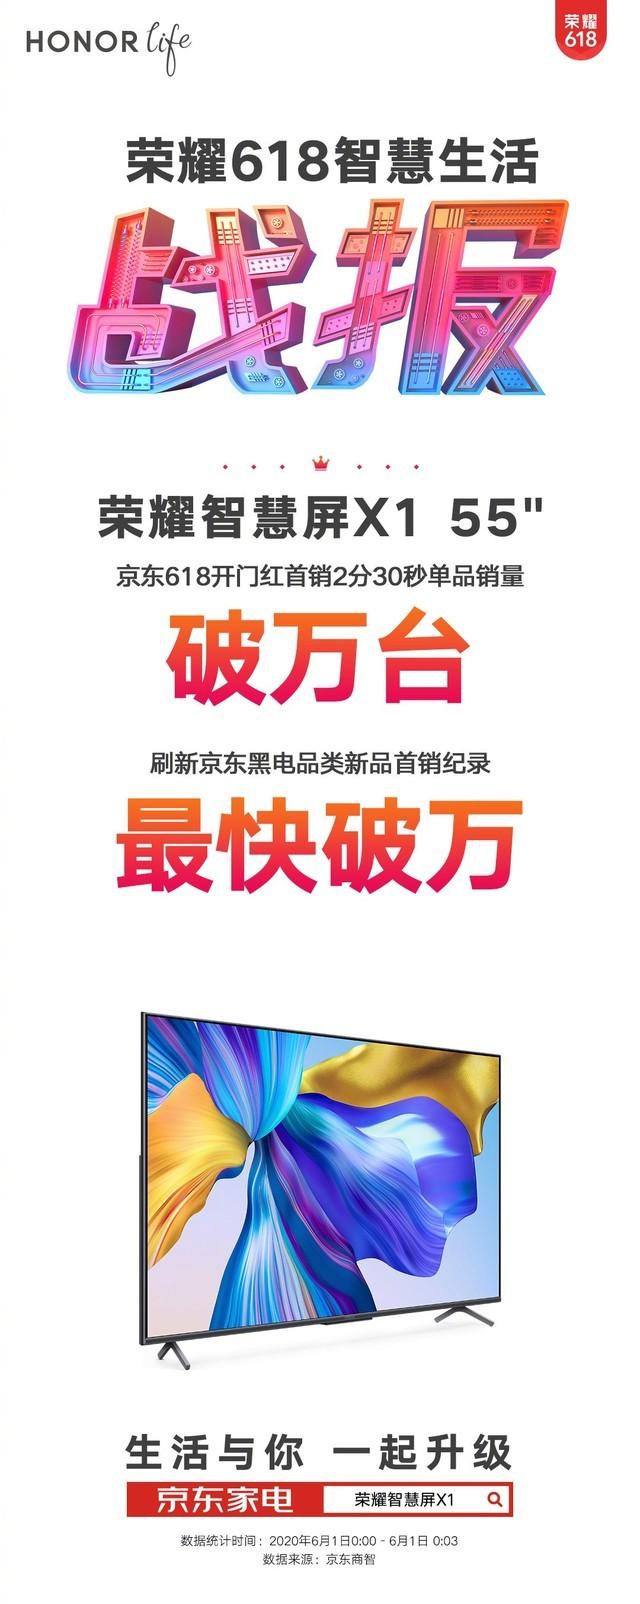 HONOR life
荣耀
618
荣耀618智慧生活
战报
荣耀智慧屏X1 55"
京东618开门红首销2分30秒单品销量
破万台
刷新京东黑电品类新品首销纪录
最快破万
生活与你 一起升级
京东家电 荣耀智慧屏X1
数据统计时间：2020年6月1日0:00 - 6月1日 0:03
数据来源：京东商智